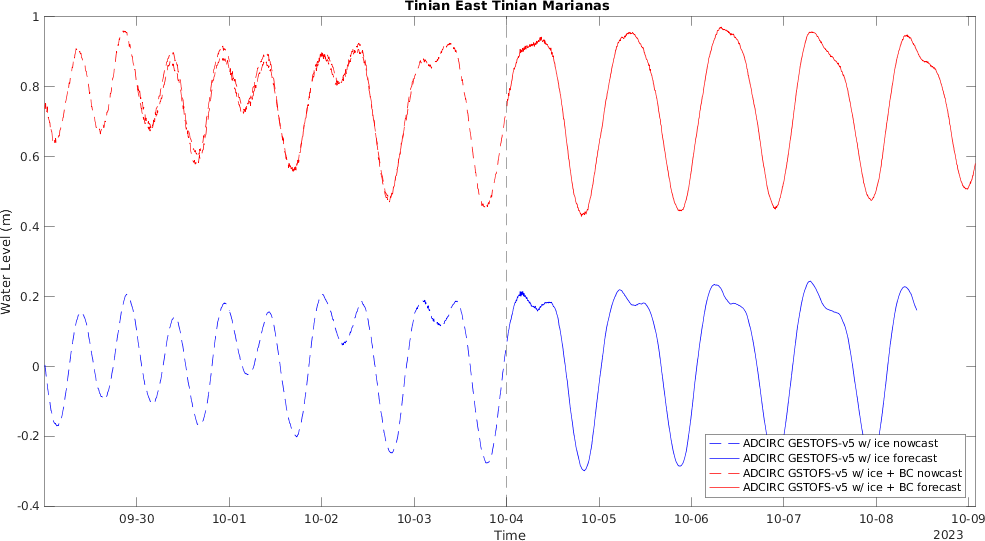 Tinian East Tinian Marianas
1
0.8
0.6
0.4
0.2
0
-0.2
-0.4
Water Level (m)
ADCIRC GESTOFS-v5 w/ ice nowcast
ADCIRC GESTOFS-v5 w/ ice forecast
ADCIRC GSTOFS-v5 w/ ice + BC nowcast
ADCIRC GSTOFS-v5 w/ ice + BC forecast
09-30 10-01 10-02 10-03 10-04 10-05 10-06 10-07 10-08 10-09
Time 2023